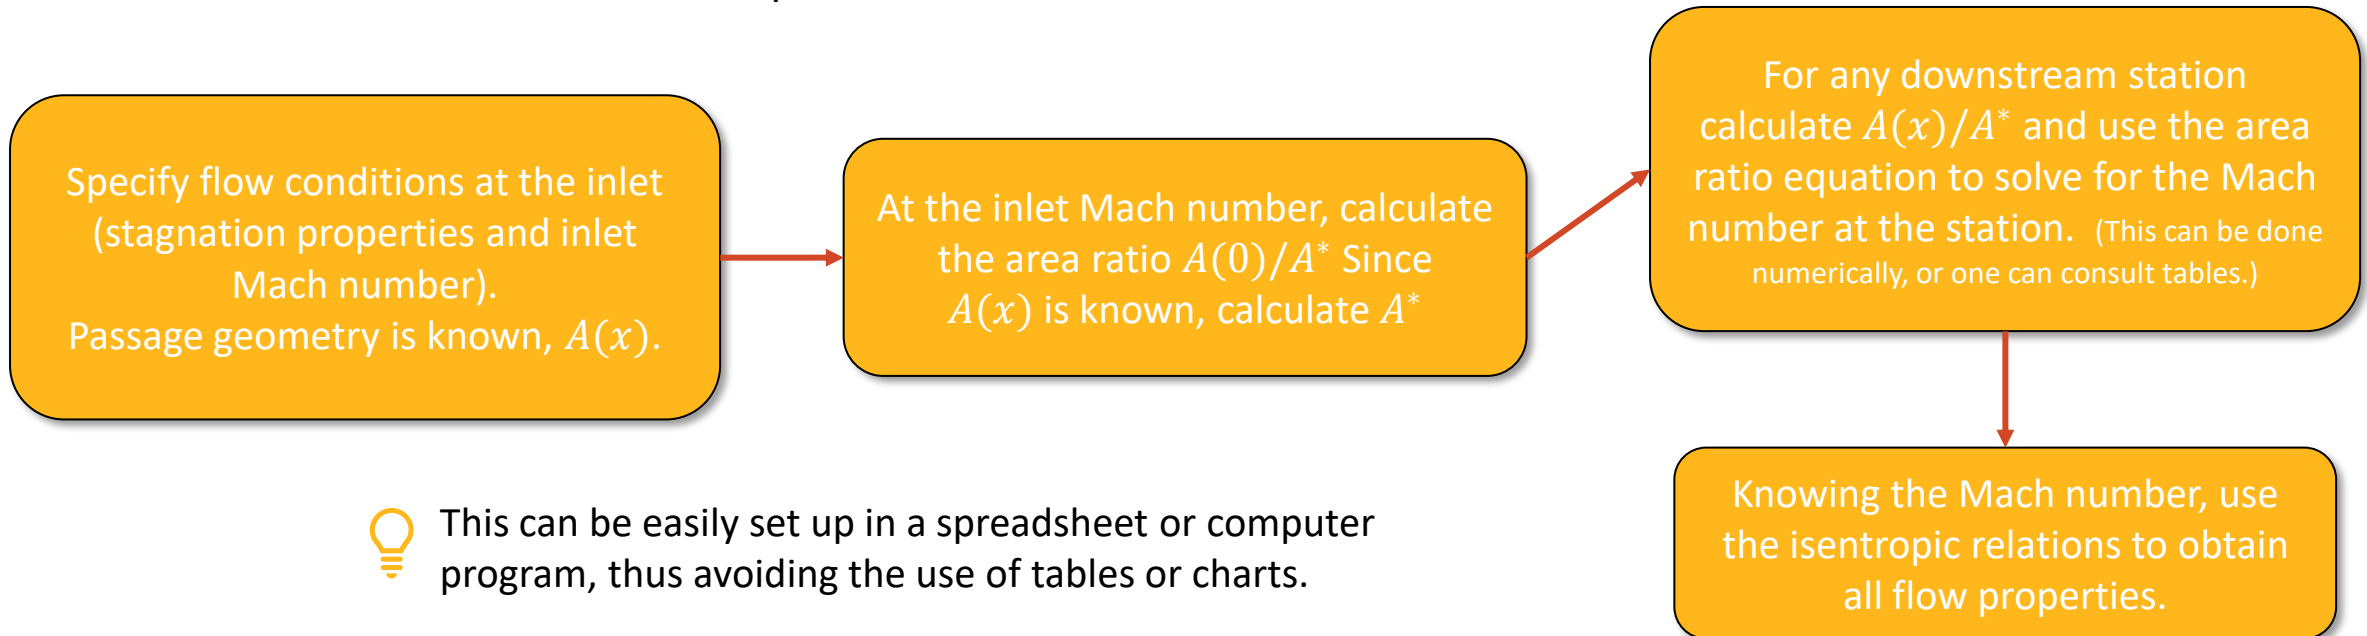 Specify flow conditions at the inlet
(stagnation properties and inlet
Mach number).
Passage geometry is known, A(x).
At the inlet Mach number, calculate
the area ratio A(0)/A* Since
A(x) is known, calculate A*
For any downstream station
calculate A(x)/A* and use the area
ratio equation to solve for the Mach
number at the station. (This can be done
numerically, or one can consult tables.)
Knowing the Mach number, use
the isentropic relations to obtain
all flow properties.
This can be easily set up in a spreadsheet or computer
program, thus avoiding the use of tables or charts.